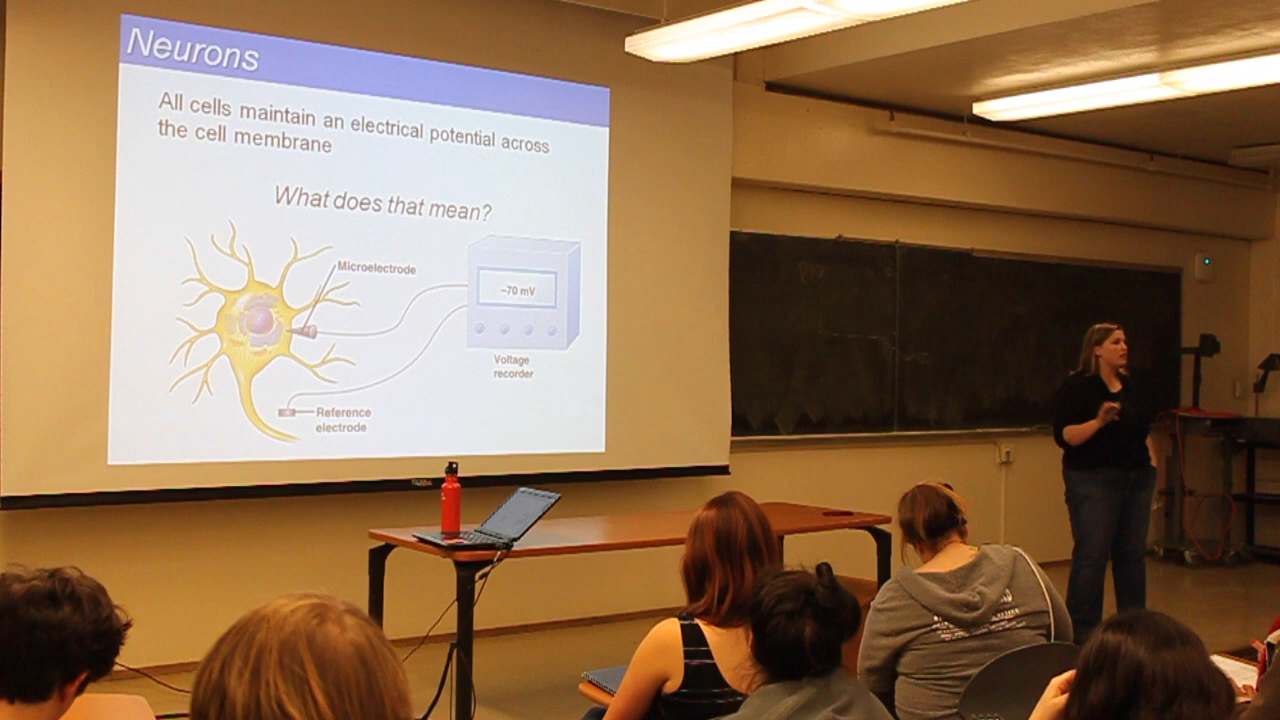 Neurons
All cells maintain an electrical potential across
the cell membrane
What does that mean?
Microelectrode
–70 mV
Voltage
recorder
Reference
electrode